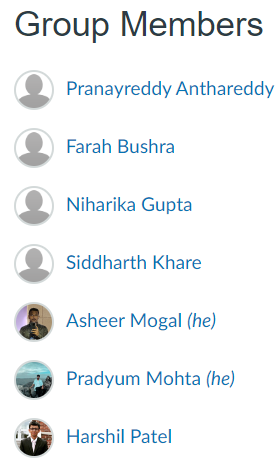 Group Members
Pranayreddy Anthareddy
Farah Bushra
Niharika Gupta
Siddharth Khare
Asheer Mogal (he)
Pradyum Mohta (he)
Harshil Patel